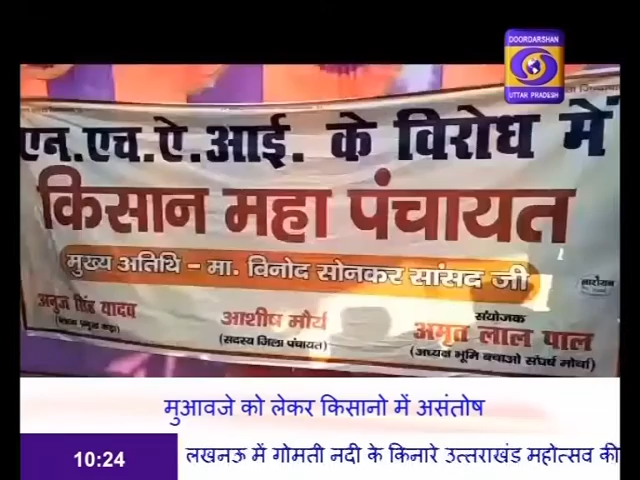 DOORDARSHAN
UTTAR PRADESH
एन.एच.ऐ.आई. के विरोध में
किसान महा पंचायत
मुख्य अतिथि - मा. विनोद सोनकर सांसद जी
अनुज सिंह यादव
आशीष मौर्य
(सदस्य जिला पंचायत)
संयोजक
अमृत लाल पाल
(अध्यक्ष भूमि बचाओ संघर्ष मोर्चा)
मुआवजे को लेकर किसानो में असंतोष
10:24
लखनऊ में गोमती नदी के किनारे उत्तराखंड महोत्सव की